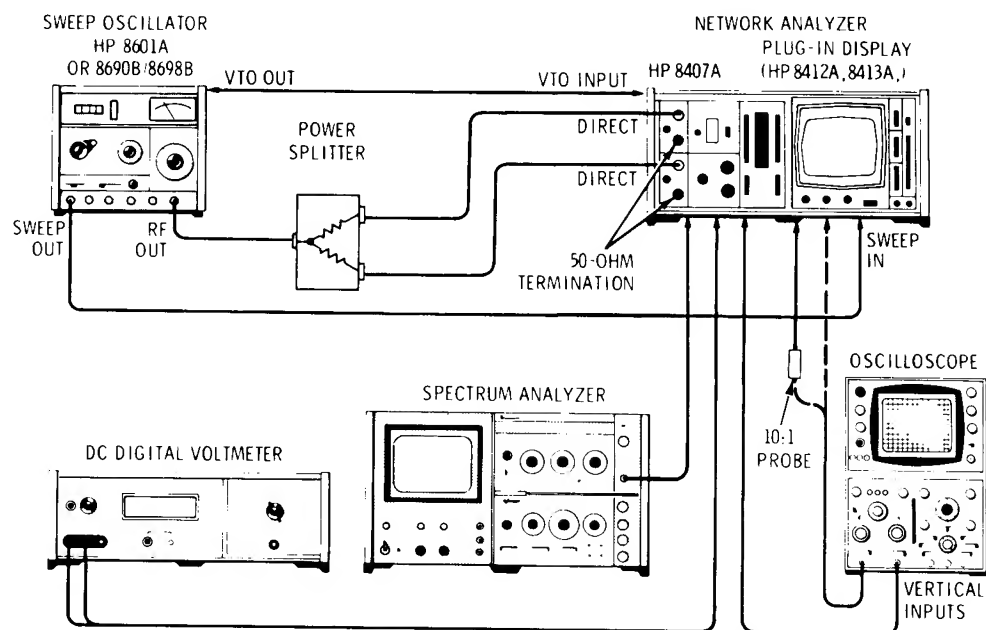 SWEEP OSCILLATOR
HP 8601A
OR 8690B/8698B
NETWORK ANALYZER
PLUG-IN DISPLAY
HP 8407A
(HP 8412A, 8413A,)
VTO OUT
VTO INPUT
POWER
SPLITTER
DIRECT
DIRECT
SWEEP
OUT
RF
OUT
50-OHM
TERMINATION
SWEEP
IN
OSCILLOSCOPE
SPECTRUM ANALYZER
10:1
PROBE
DC DIGITAL VOLTMETER
VERTICAL
INPUTS